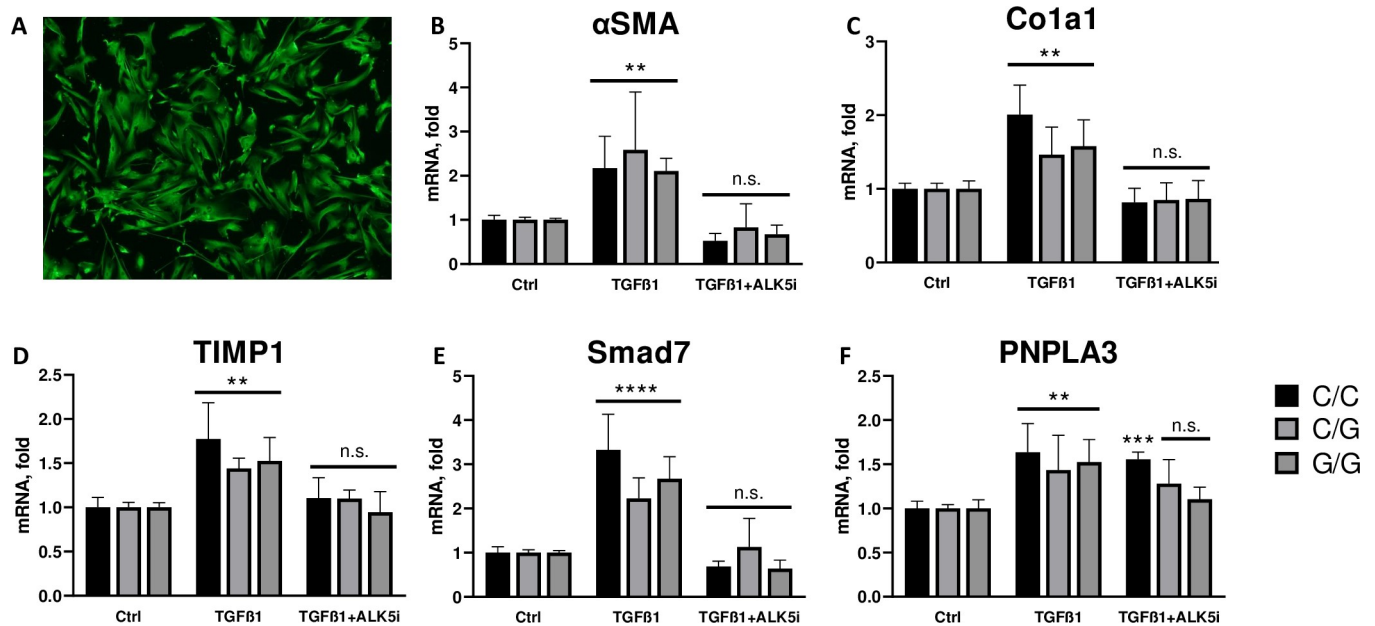 A
B
αSMA
mRNA, fold
5
4
3
2
1
0
**
n.s.
Ctrl
TGFß1
TGFß1+ALK5i
C
Co1a1
mRNA, fold
3
2
1
0
**
n.s.
Ctrl
TGFß1
TGFß1+ALK5i
D
TIMP1
mRNA, fold
2.5
2.0
1.5
1.0
0.5
0.0
**
n.s.
Ctrl
TGFß1
TGFß1+ALK5i
E
Smad7
mRNA, fold
5
4
3
2
1
0
****
n.s.
Ctrl
TGFß1
TGFß1+ALK5i
F
PNPLA3
mRNA, fold
2.5
2.0
1.5
1.0
0.5
0.0
**
***
n.s.
Ctrl
TGFß1
TGFß1+ALK5i
C/C
C/G
G/G